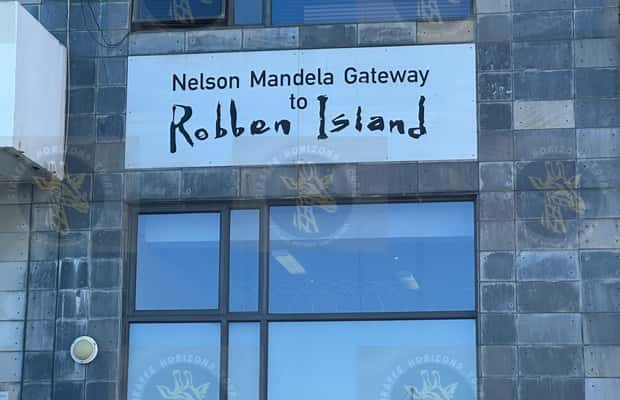 Nelson Mandela Gateway
to
Robben Island